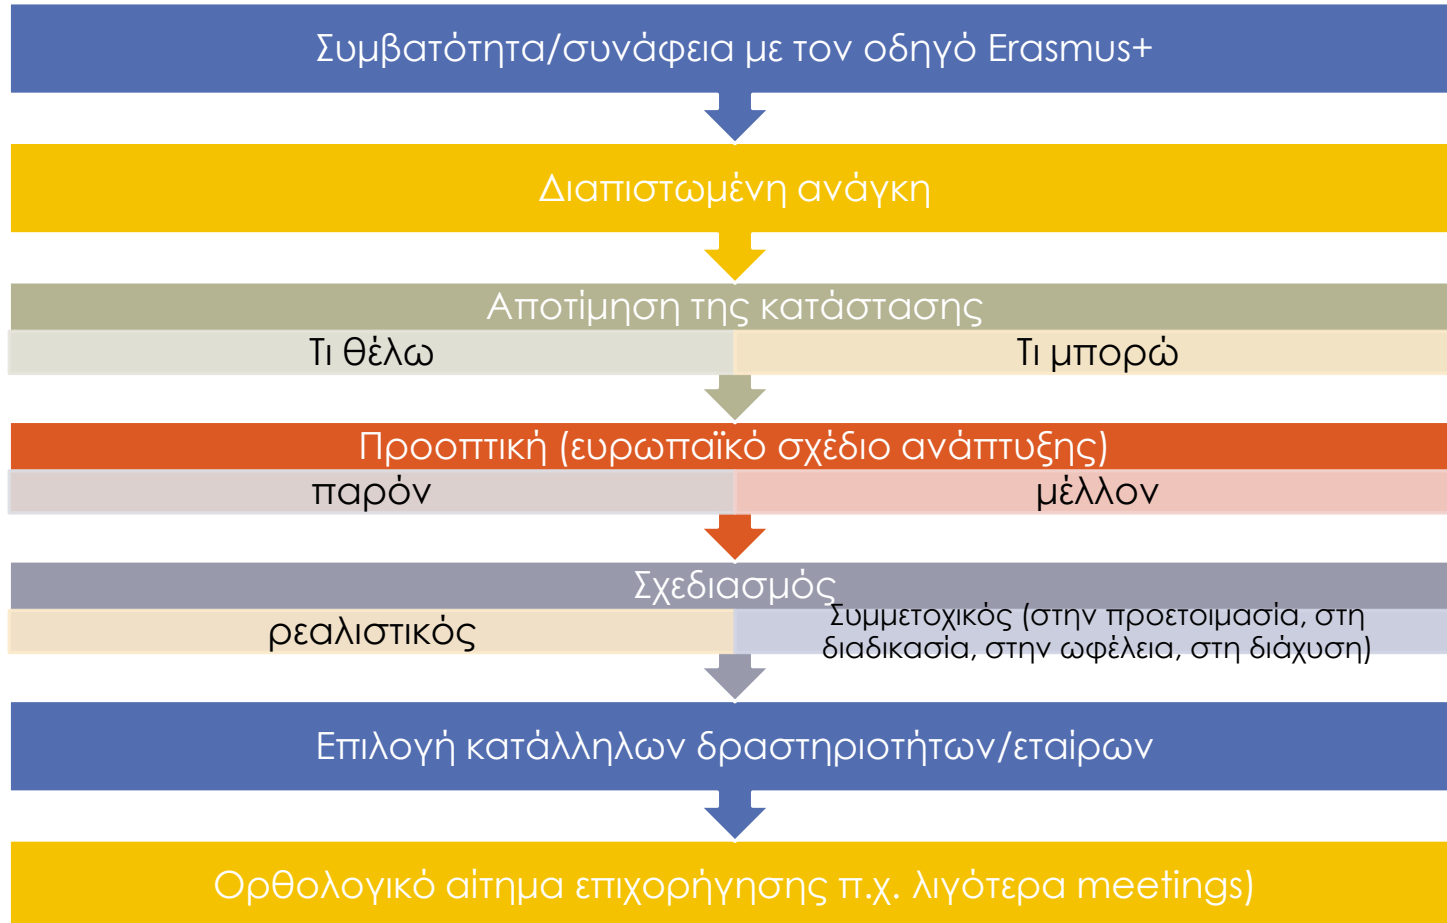 Συμβατότητα/συνάφεια με τον οδηγό Erasmus+
Διαπιστωμένη ανάγκη
Αποτίμηση της κατάστασης
Τι θέλω
Τι μπορώ
Προοπτική (ευρωπαϊκό σχέδιο ανάπτυξης)
παρόν
μέλλον
Σχεδιασμός
ρεαλιστικός
Συμμετοχικός (στην προετοιμασία, στη
διαδικασία, στην ωφέλεια, στη διάχυση)
Επιλογή κατάλληλων δραστηριοτήτων/εταίρων
Ορθολογικό αίτημα επιχορήγησης π.χ. λιγότερα meetings)